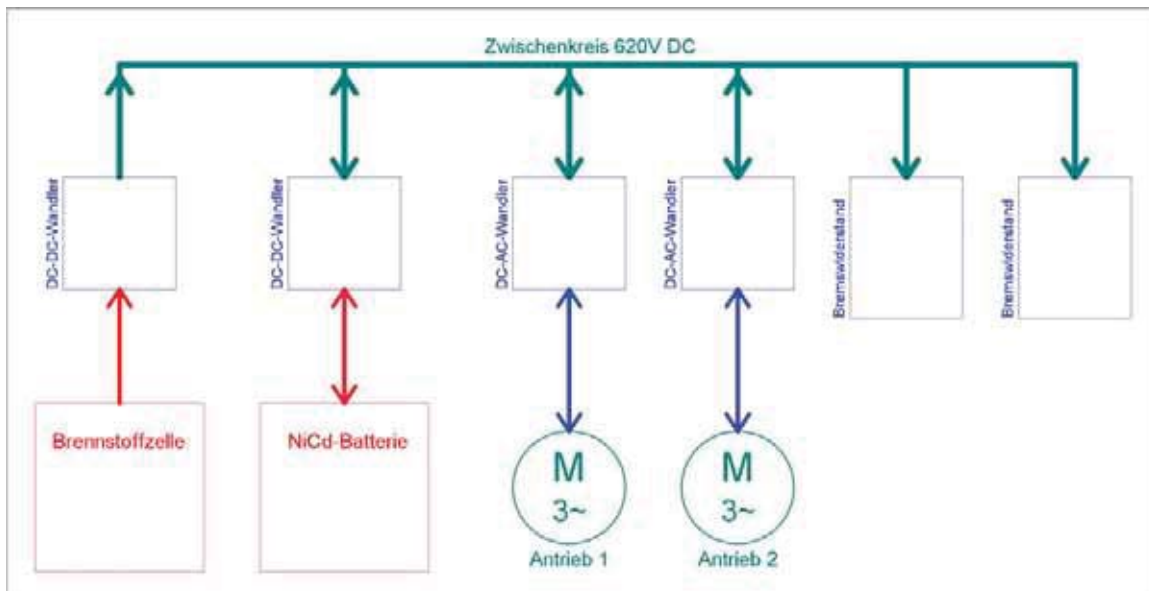 Zwischenkreis 620V DC
DC-DC-Wandler
DC-DC-Wandler
DC-AC-Wandler
DC-AC-Wandler
Bremswiderstand
Bremswiderstand
Brennstoffzelle
NiCd-Batterie
M
3~
Antrieb 1
M
3~
Antrieb 2